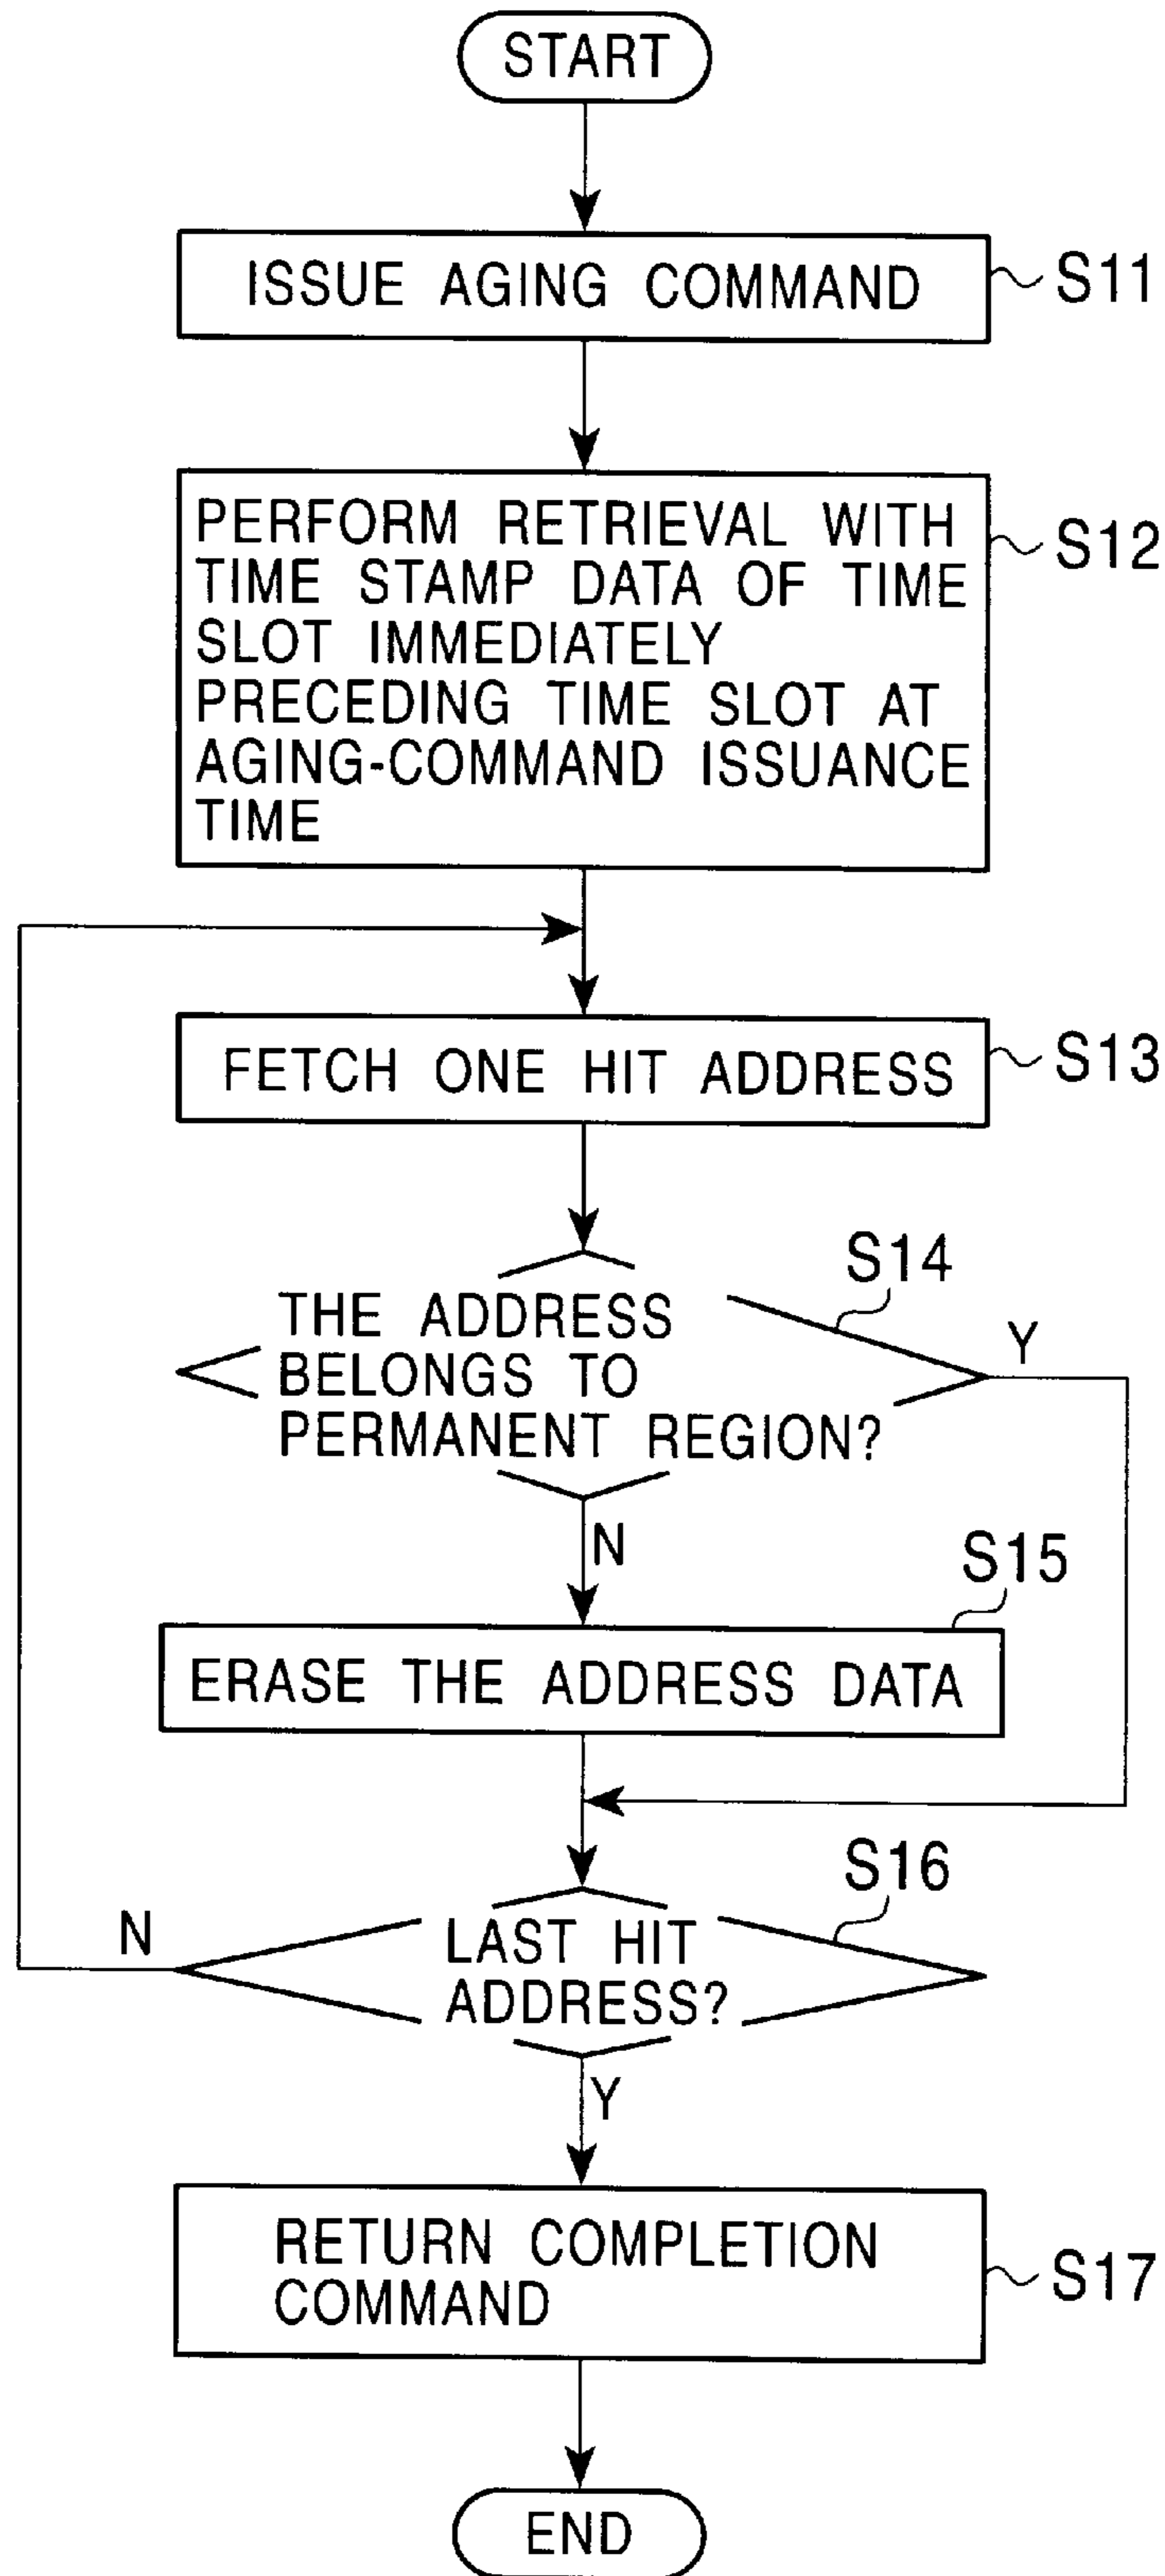 START
ISSUE AGING COMMAND
S11
PERFORM RETRIEVAL WITH
TIME STAMP DATA OF TIME
SLOT IMMEDIATELY
PRECEDING TIME SLOT AT
AGING-COMMAND ISSUANCE
TIME
S12
FETCH ONE HIT ADDRESS
S13
S14
THE ADDRESS
BELONGS TO
PERMANENT REGION?
Y
N
S15
ERASE THE ADDRESS DATA
S16
N
LAST HIT
ADDRESS?
Y
RETURN COMPLETION
COMMAND
S17
END